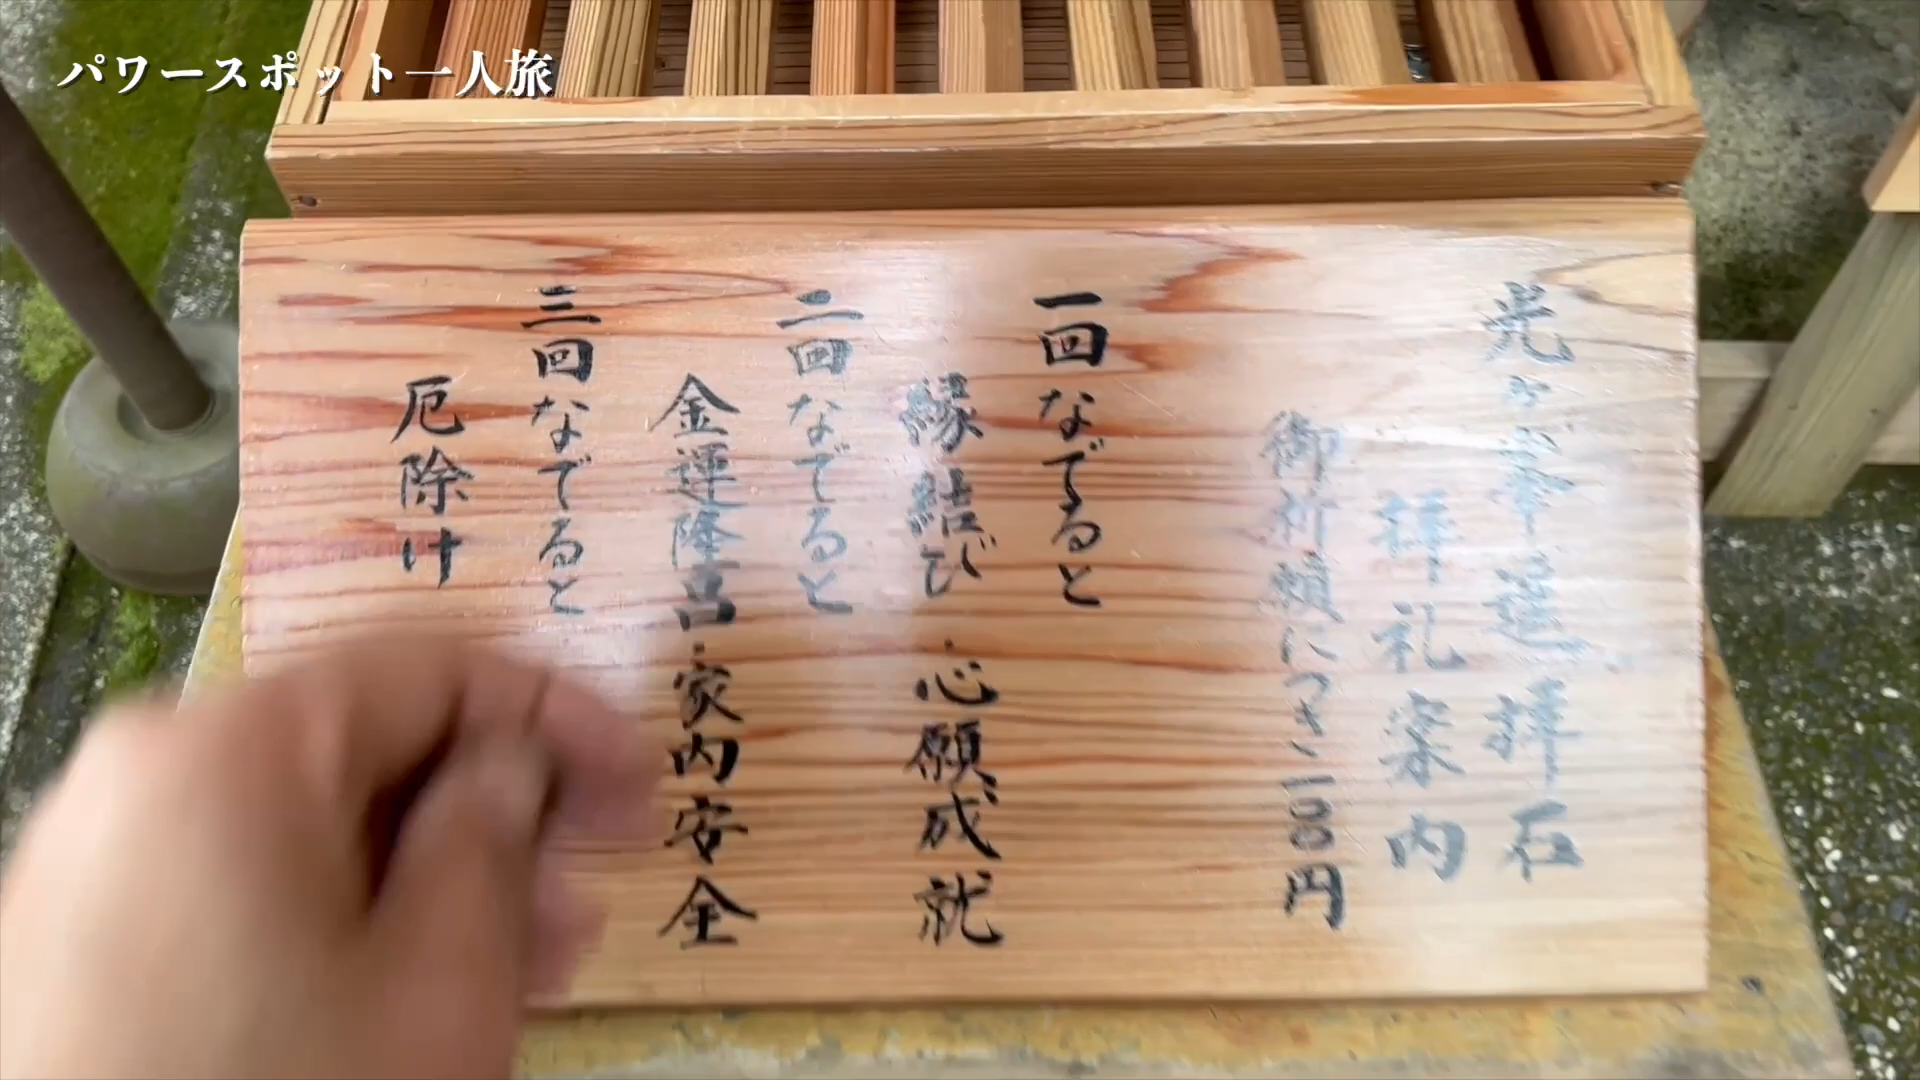 パワースポット一人旅
光ヶ峯遥拝石
拝礼案内
御祈願につき一〇〇円
一回なでると
縁結び・心願成就
二回なでると
金運隆昌・家内安全
三回なでると
厄除け